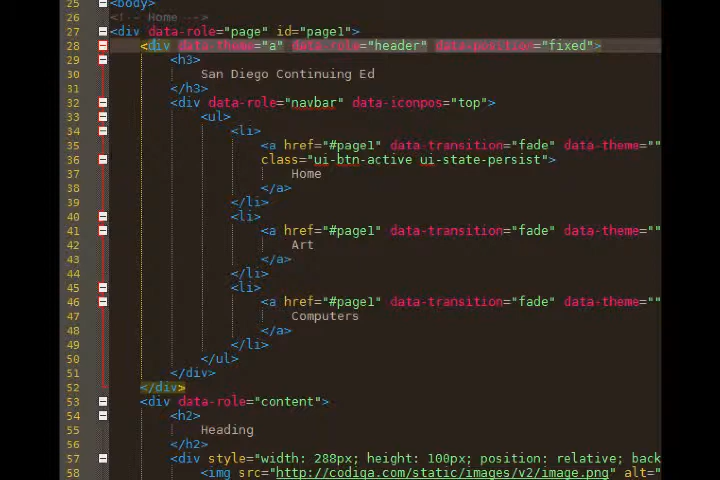 25 <body>
26 <!-- Home -->
27 <div data-role="page" id="page1">
28 <div data-theme="a" data-role="header" data-position="fixed">
29 <h3>
30 San Diego Continuing Ed
31 </h3>
32 <div data-role="navbar" data-iconpos="top">
33 <ul>
34 <li>
35 <a href="#page1" data-transition="fade" data-theme=""
36 class="ui-btn-active ui-state-persist">
37 Home
38 </a>
39 </li>
40 <li>
41 <a href="#page1" data-transition="fade" data-theme=""
42 Art
43 </a>
44 </li>
45 <li>
46 <a href="#page1" data-transition="fade" data-theme=""
47 Computers
48 </a>
49 </li>
50 </ul>
51 </div>
52 </div>
53 <div data-role="content">
54 <h2>
55 Heading
56 </h2>
57 <div style="width: 288px; height: 100px; position: relative; back
58 <img src="http://codiqa.com/static/images/v2/image.png" alt="